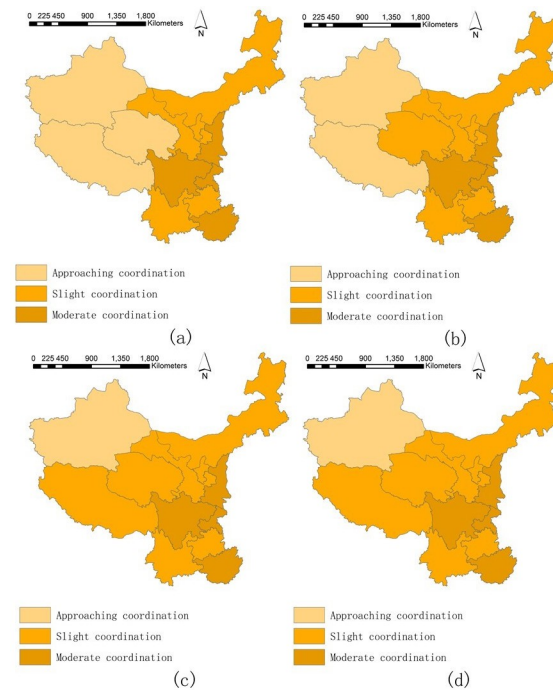 0 225 450 900 1,350 1,800
Kilometers
N
Approaching coordination
Slight coordination
Moderate coordination
(a)
0 225 450 900 1,350 1,800
Kilometers
N
Approaching coordination
Slight coordination
Moderate coordination
(b)
0 225 450 900 1,350 1,800
Kilometers
N
Approaching coordination
Slight coordination
Moderate coordination
(c)
0 225 450 900 1,350 1,800
Kilometers
N
Approaching coordination
Slight coordination
Moderate coordination
(d)